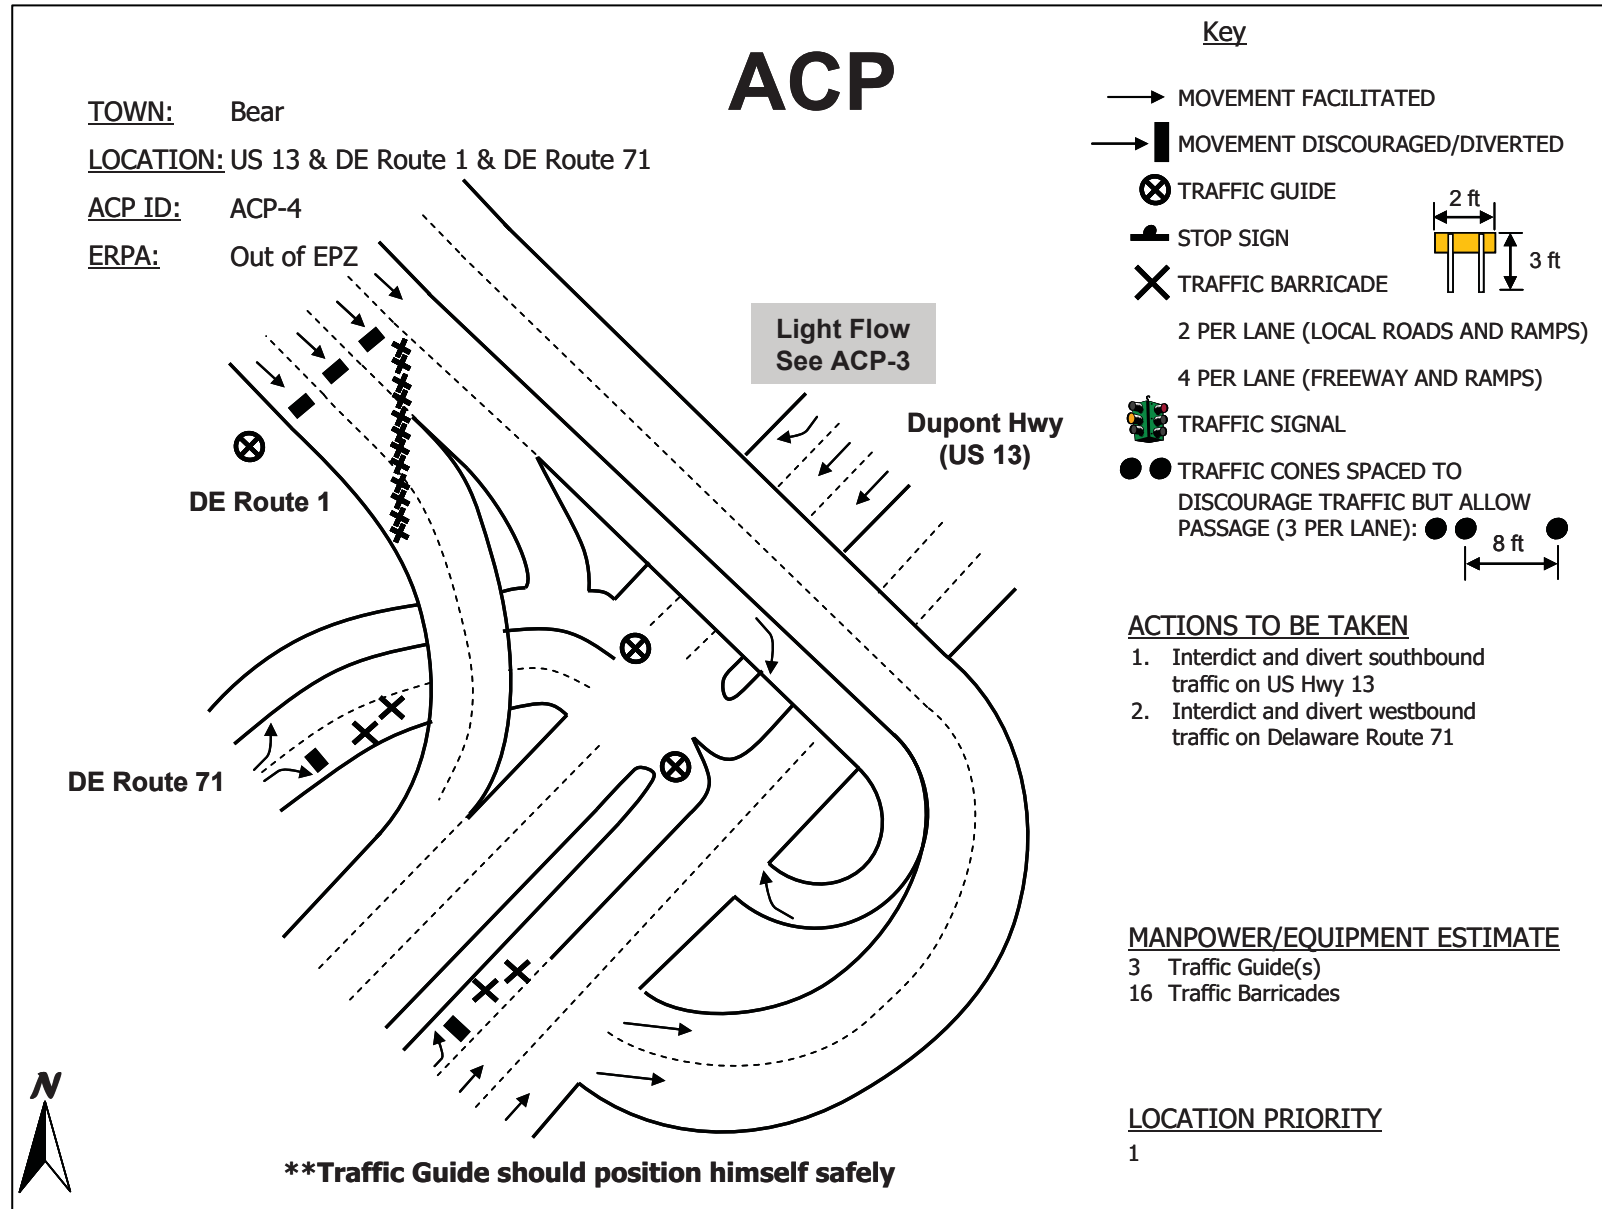 ACP
TOWN: Bear
LOCATION: US 13 & DE Route 1 & DE Route 71
ACP ID: ACP-4
ERPA: Out of EPZ
Light Flow
See ACP-3
Dupont Hwy
(US 13)
DE Route 1
DE Route 71
N
**Traffic Guide should position himself safely
Key
MOVEMENT FACILITATED
MOVEMENT DISCOURAGED/DIVERTED
TRAFFIC GUIDE
2 ft
STOP SIGN
3 ft
TRAFFIC BARRICADE
2 PER LANE (LOCAL ROADS AND RAMPS)
4 PER LANE (FREEWAY AND RAMPS)
TRAFFIC SIGNAL
TRAFFIC CONES SPACED TO
DISCOURAGE TRAFFIC BUT ALLOW
PASSAGE (3 PER LANE):
8 ft
ACTIONS TO BE TAKEN
1. Interdict and divert southbound
traffic on US Hwy 13
2. Interdict and divert westbound
traffic on Delaware Route 71
MANPOWER/EQUIPMENT ESTIMATE
3 Traffic Guide(s)
16 Traffic Barricades
LOCATION PRIORITY
1